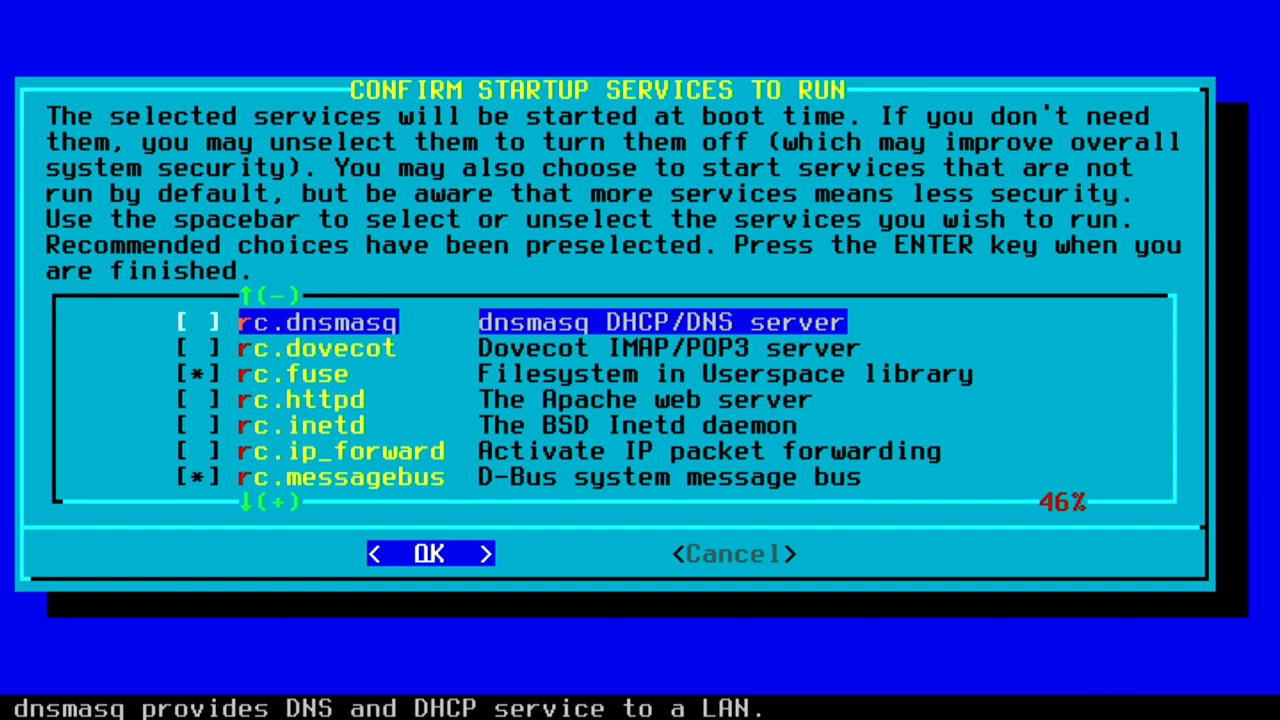 CONFIRM STARTUP SERVICES TO RUN
The selected services will be started at boot time. If you don't need
them, you may unselect them to turn them off (which may improve overall
system security). You may also choose to start services that are not
run by default, but be aware that more services means less security.
Use the spacebar to select or unselect the services you wish to run.
Recommended choices have been preselected. Press the ENTER key when you
are finished.
↑(-)
[ ] rc.dnsmasq dnsmasq DHCP/DNS server
[ ] rc.dovecot Dovecot IMAP/POP3 server
[*] rc.fuse Filesystem in Userspace library
[ ] rc.httpd The Apache web server
[ ] rc.inetd The BSD Inetd daemon
[ ] rc.ip_forward Activate IP packet forwarding
[*] rc.messagebus D-Bus system message bus
↓(+) 46%
< OK > <Cancel>
dnsmasq provides DNS and DHCP service to a LAN.